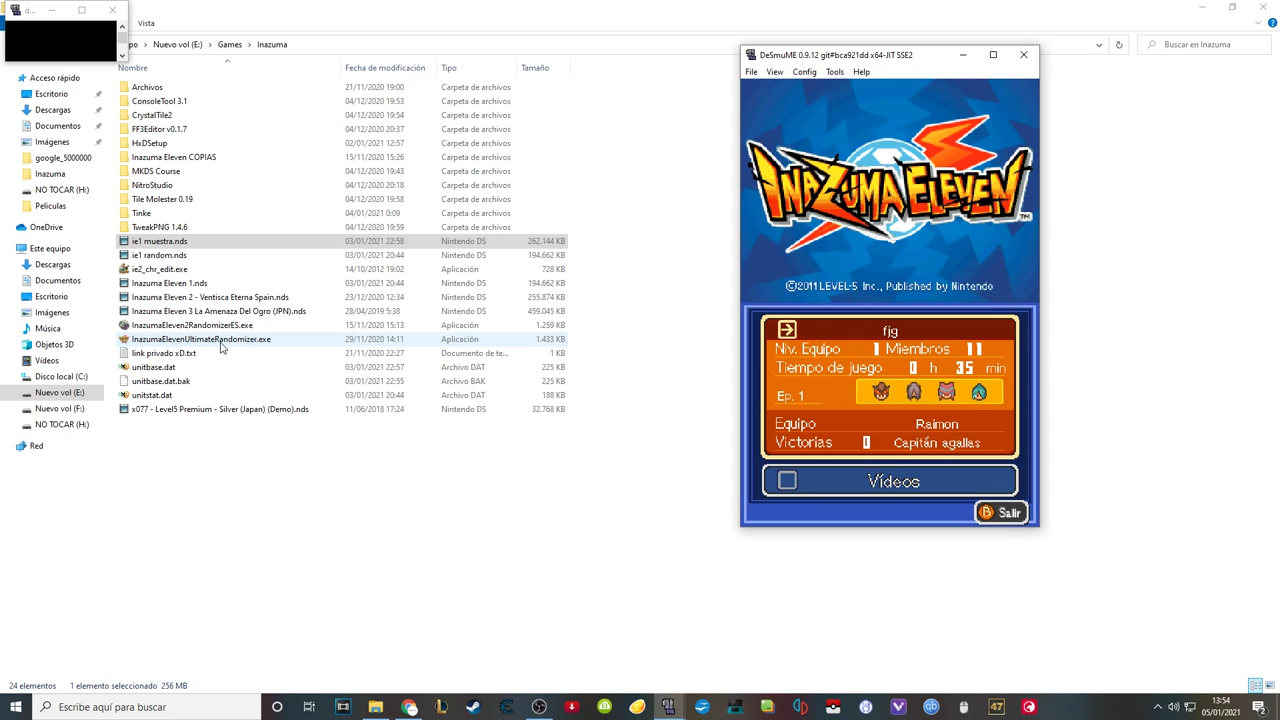 d...
Vista
po > Nuevo vol (E:) > Games > Inazuma
Buscar en Inazuma
Nombre Fecha de modificación Tipo Tamaño
Acceso rápido
Escritorio
Descargas
Documentos
Imágenes
google_5000000
Inazuma
NO TOCAR (H:)
Peliculas
OneDrive
Este equipo
Descargas
Documentos
Escritorio
Imágenes
Música
Objetos 3D
Vídeos
Disco local (C:)
Nuevo vol (E:)
Nuevo vol (F:)
NO TOCAR (H:)
Red
Archivos 21/11/2020 19:00 Carpeta de archivos
ConsoleTool 3.1 04/12/2020 19:53 Carpeta de archivos
CrystalTile2 04/12/2020 19:54 Carpeta de archivos
FF3Editor v0.1.7 04/12/2020 20:37 Carpeta de archivos
HxDSetup 02/01/2021 12:57 Carpeta de archivos
Inazuma Eleven COPIAS 15/11/2020 15:26 Carpeta de archivos
MKDS Course 04/12/2020 19:43 Carpeta de archivos
NitroStudio 04/12/2020 20:18 Carpeta de archivos
Tile Molester 0.19 04/12/2020 19:58 Carpeta de archivos
Tinke 04/01/2021 0:09 Carpeta de archivos
TweakPNG 1.4.6 04/12/2020 19:59 Carpeta de archivos
ie1 muestra.nds 03/01/2021 22:58 Nintendo DS 262.144 KB
ie1 random.nds 03/01/2021 20:44 Nintendo DS 194.662 KB
ie2_chr_edit.exe 14/10/2012 19:02 Aplicación 728 KB
Inazuma Eleven 1.nds 03/01/2021 20:44 Nintendo DS 194.662 KB
Inazuma Eleven 2 - Ventisca Eterna Spain.nds 23/12/2020 12:34 Nintendo DS 255.874 KB
Inazuma Eleven 3 La Amenaza Del Ogro (JPN).nds 28/04/2019 5:38 Nintendo DS 459.045 KB
InazumaEleven2RandomizerES.exe 15/11/2020 15:13 Aplicación 1.259 KB
InazumaElevenUltimateRandomizer.exe 29/11/2020 14:11 Aplicación 1.433 KB
link privado xD.txt 21/11/2020 22:27 Documento de te... 1 KB
unitbase.dat 03/01/2021 22:57 Archivo DAT 225 KB
unitbase.dat.bak 03/01/2021 22:55 Archivo BAK 225 KB
unitstat.dat 03/01/2021 20:44 Archivo DAT 188 KB
x077 - Level5 Premium - Silver (Japan) (Demo).nds 11/06/2018 17:24 Nintendo DS 32.768 KB
DeSmuME 0.9.12 git#bca921dd x64-JIT SSE2
File View Config Tools Help
INAZUMA ELEVEN™
©2011 LEVEL-5 Inc., Published by Nintendo
fjg
Niv. Equipo 1 Miembros 11
Tiempo de juego 0 h 35 min
Ep. 1
Equipo Raimon
Victorias 0 Capitán agallas
Vídeos
B Salir
24 elementos 1 elemento seleccionado 256 MB
Escribe aquí para buscar
47
13:54
05/01/2021
2